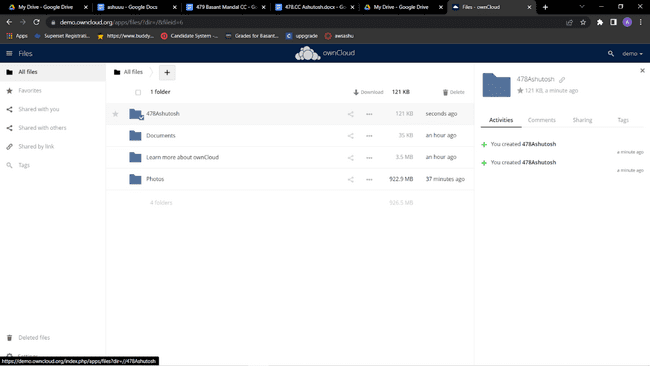 My Drive - Google Drive
ashuuu - Google Docs
479 Basant Mandal CC - Google D
478.CC Ashutosh.docx - Google D
My Drive - Google Drive
Files - ownCloud
demo.owncloud.org/apps/files/?dir=/&fileid=6
Apps
Superset Registrati...
https://www.buddy...
Candidate System -...
Grades for Basant...
uppgrade
awrashu
Files
ownCloud
demo
All files
Favorites
Shared with you
Shared with others
Shared by link
Tags
Deleted files
All files
+
1 folder
Download
121 KB
Delete
478Ashutosh
121 KB
seconds ago
Documents
35 KB
an hour ago
Learn more about ownCloud
3.5 MB
an hour ago
Photos
922.9 MB
37 minutes ago
4 folders
926.5 MB
478Ashutosh
121 KB, a minute ago
Activities
Comments
Sharing
Tags
You created 478Ashutosh
a minute ago
You created 478Ashutosh
a minute ago
https://demo.owncloud.org/index.php/apps/files?dir=//478Ashutosh